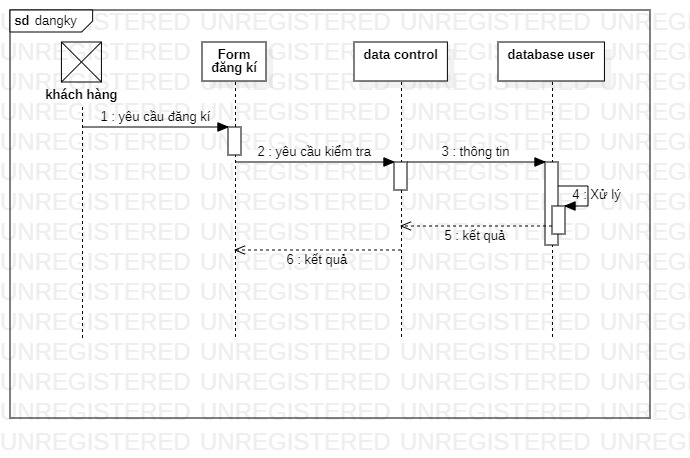 UNREGISTERED UNREGISTERED UNREGISTERED UNREGISTERED
sd dangky
khách hàng
Form
đăng kí
data control
database user
1 : yêu cầu đăng kí
2 : yêu cầu kiểm tra
3 : thông tin
4 : Xử lý
5 : kết quả
6 : kết quả